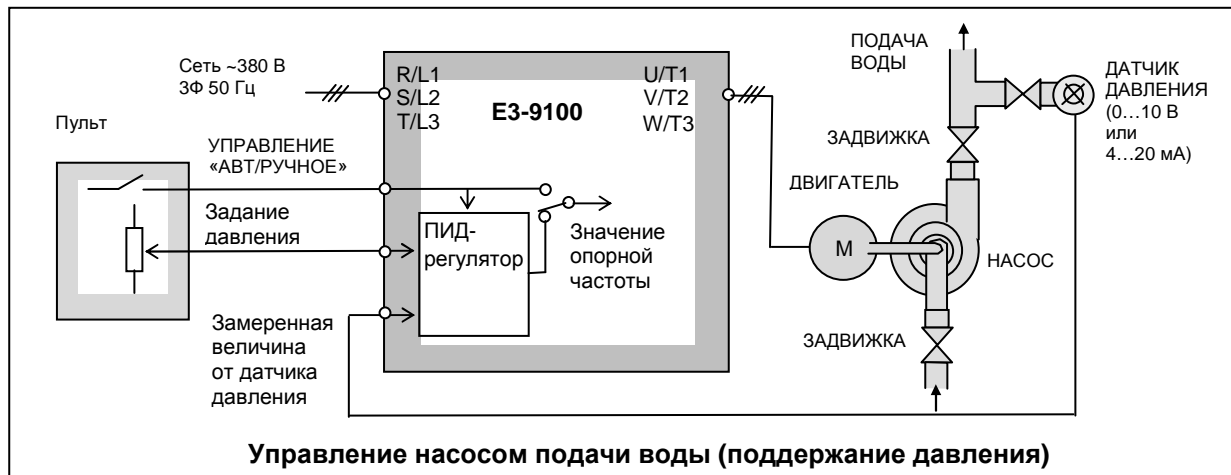 Сеть ~380 В
3Ф 50 Гц
Пульт
УПРАВЛЕНИЕ
«АВТ/РУЧНОЕ»
Задание
давления
Замеренная
величина
от датчика
давления
R/L1
S/L2
T/L3
E3-9100
U/T1
V/T2
W/T3
ПИД-
регулятор
Значение
опорной
частоты
ПОДАЧА
ВОДЫ
ДАТЧИК
ДАВЛЕНИЯ
(0…10 В
или
4…20 мА)
ЗАДВИЖКА
ДВИГАТЕЛЬ
М
НАСОС
ЗАДВИЖКА
Управление насосом подачи воды (поддержание давления)